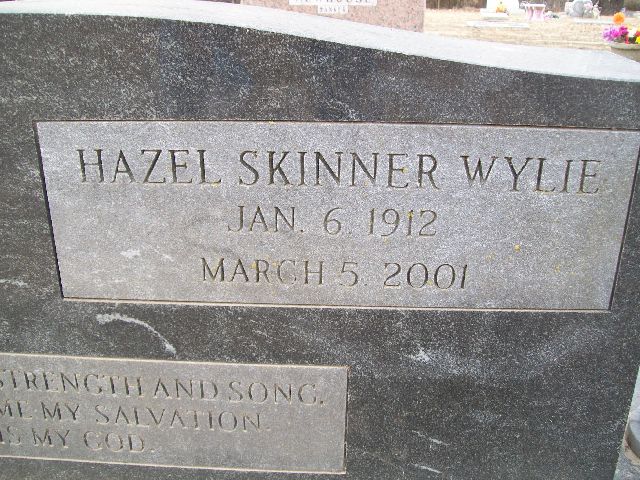 HAZEL SKINNER WYLIE
JAN. 6. 1912
MARCH 5. 2001
STRENGTH AND SONG,
ME MY SALVATION.
IS MY GOD.